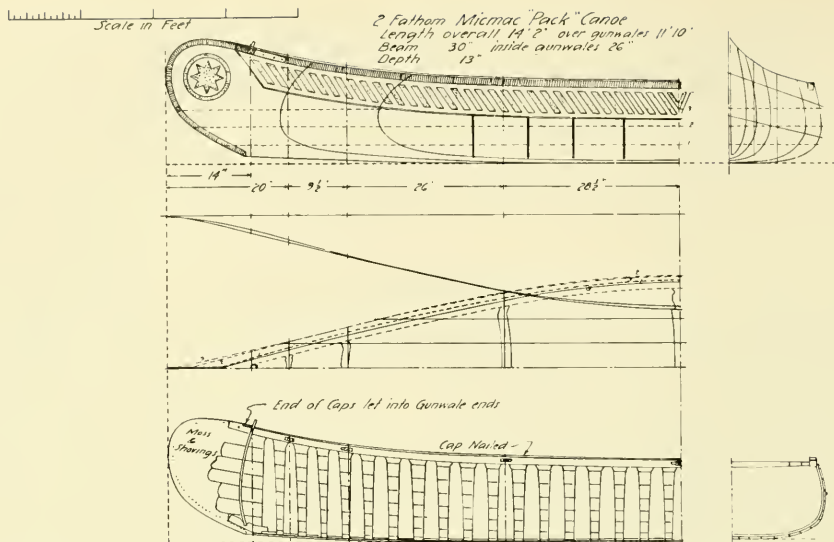 Scale in Feet
2 Fathom Micmac "Pack" Canoe
Length overall 14' 2" over gunwales 11' 10"
Beam 30" inside gunwales 26"
Depth 13"
14"
20" 9½" 26" 28½"
End of Caps let into Gunwale ends
Moss
&
Shavings
Cap Nailed